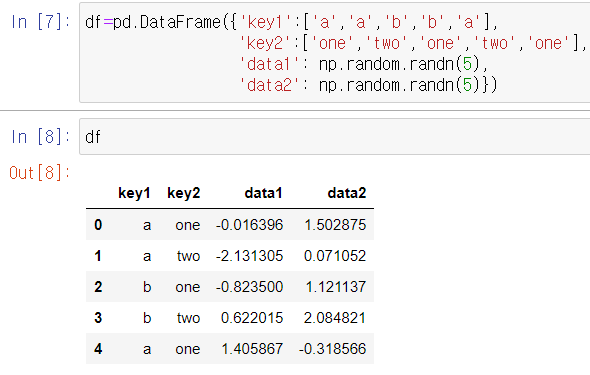 In [7]: df=pd.DataFrame({'key1':['a','a','b','b','a'],
'key2':['one','two','one','two','one'],
'data1': np.random.randn(5),
'data2': np.random.randn(5)})
In [8]: df
Out[8]:
key1 key2 data1 data2
0 a one -0.016396 1.502875
1 a two -2.131305 0.071052
2 b one -0.823500 1.121137
3 b two 0.622015 2.084821
4 a one 1.405867 -0.318566